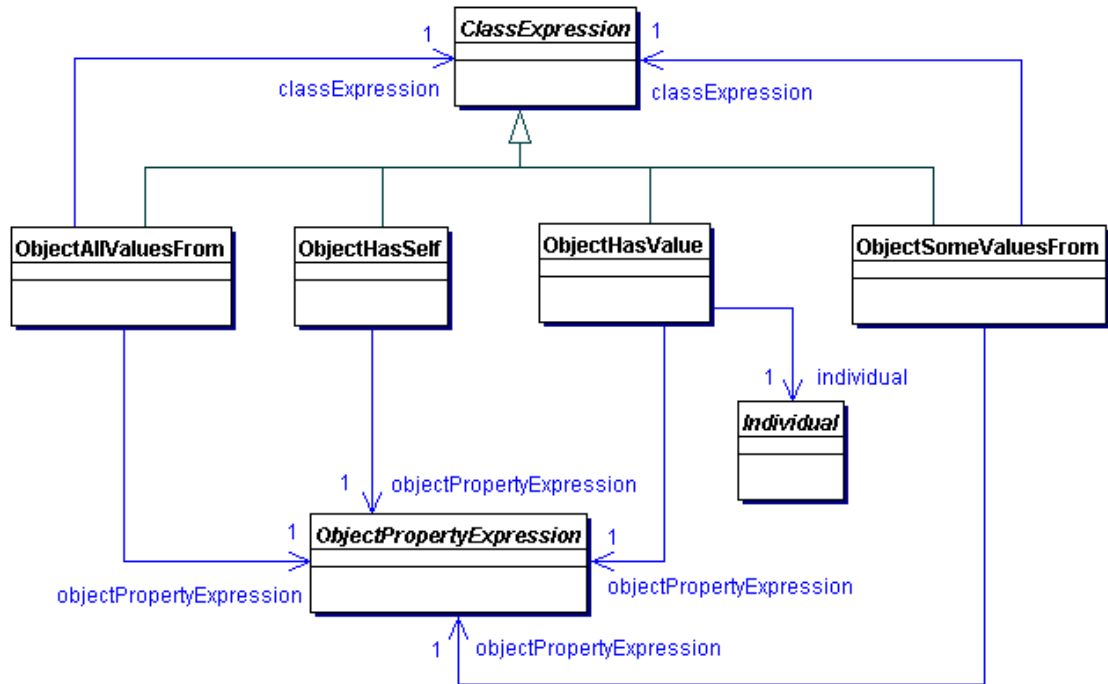 ClassExpression
1
1
classExpression
classExpression
ObjectAllValuesFrom
ObjectHasSelf
ObjectHasValue
ObjectSomeValuesFrom
1
individual
Individual
1
objectPropertyExpression
ObjectPropertyExpression
1
1
objectPropertyExpression
objectPropertyExpression
1
objectPropertyExpression